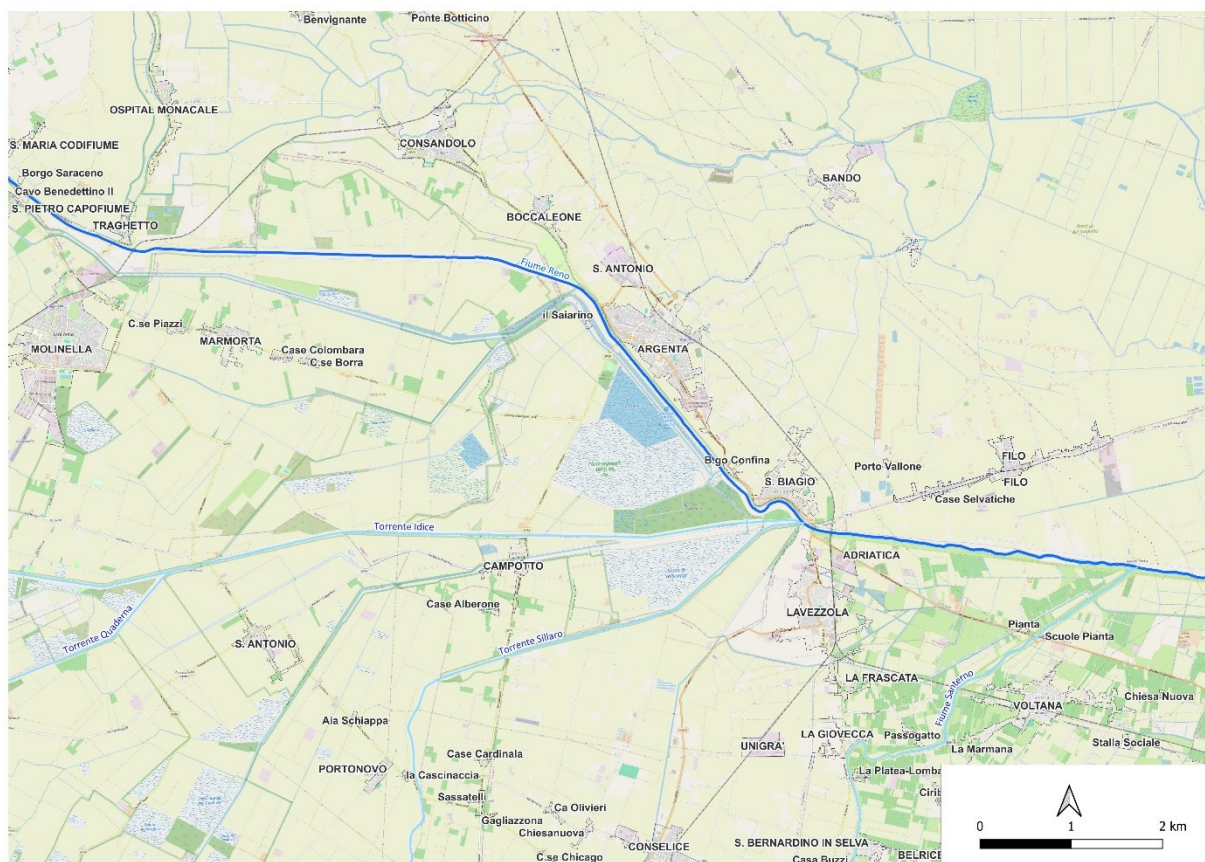 Benvignante
Ponte Botticino
OSPITAL MONACALE
S. MARIA CODIFIUME
CONSANDOLO
Borgo Saraceno
BANDO
Cavo Benedettino II
S. PIETRO CAPOFIUME
BOCCALEONE
TRAGHETTO
Fiume Reno
S. ANTONIO
il Saiarino
C.se Piazzi
MARMORTA
Case Colombara
C.se Borra
MOLINELLA
ARGENTA
B.go Confina
Porto Vallone
FILO
S. BIAGIO
FILO
Case Selvatiche
Torrente Idice
ADRIATICA
CAMPOTTO
Case Alberone
LAVEZZOLA
Torrente Quaderna
S. ANTONIO
Torrente Sillaro
Pianta
Scuole Pianta
LA FRASCATA
Fiume Santerno
Chiesa Nuova
VOLTANA
Aia Schiappa
LA GIOVECCA
Passogatto
UNIGRA'
La Marmana
Stalla Sociale
Case Cardinala
PORTONOVO
la Cascinaccia
La Platea-Lomba
Sassatelli
Ca Olivieri
Cirib
Gagliazzona
Chiesanuova
CONSELICE
S. BERNARDINO IN SELVA
C.se Chicago
Casa Buzzi
BELRICE
0 1 2 km